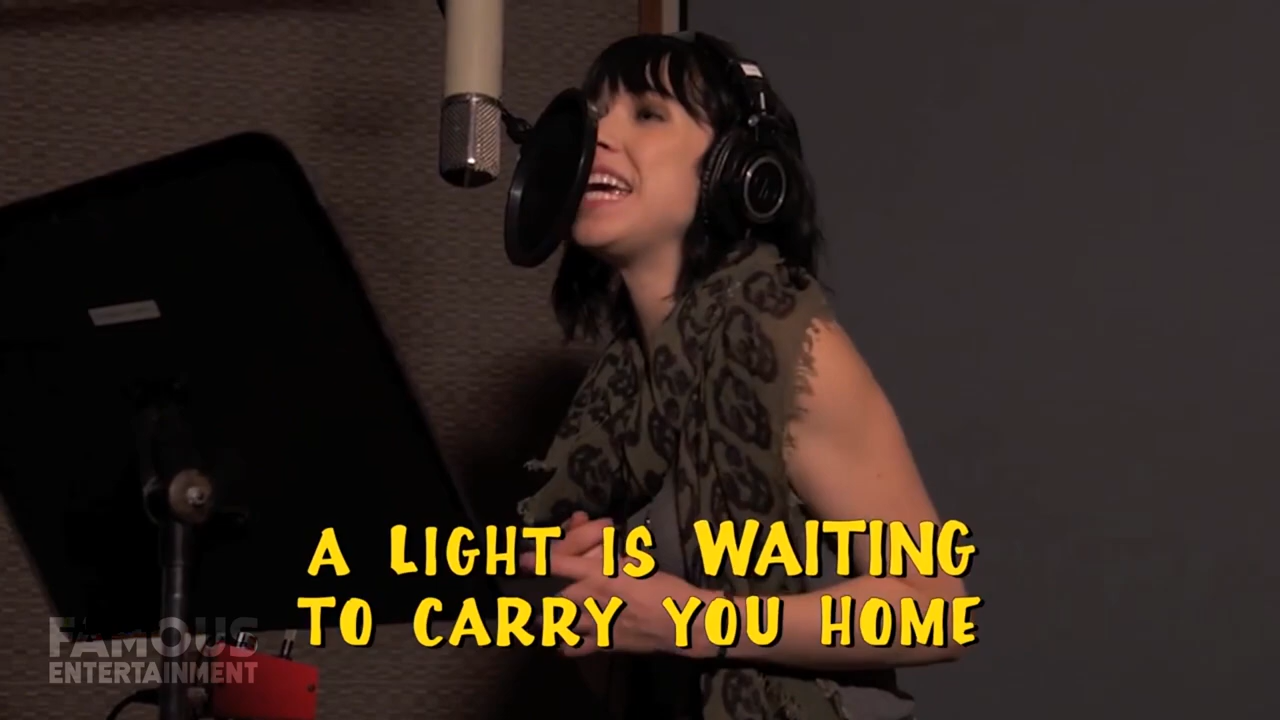 A LIGHT IS WAITING
TO CARRY YOU HOME
FAMOUS
ENTERTAINMENT